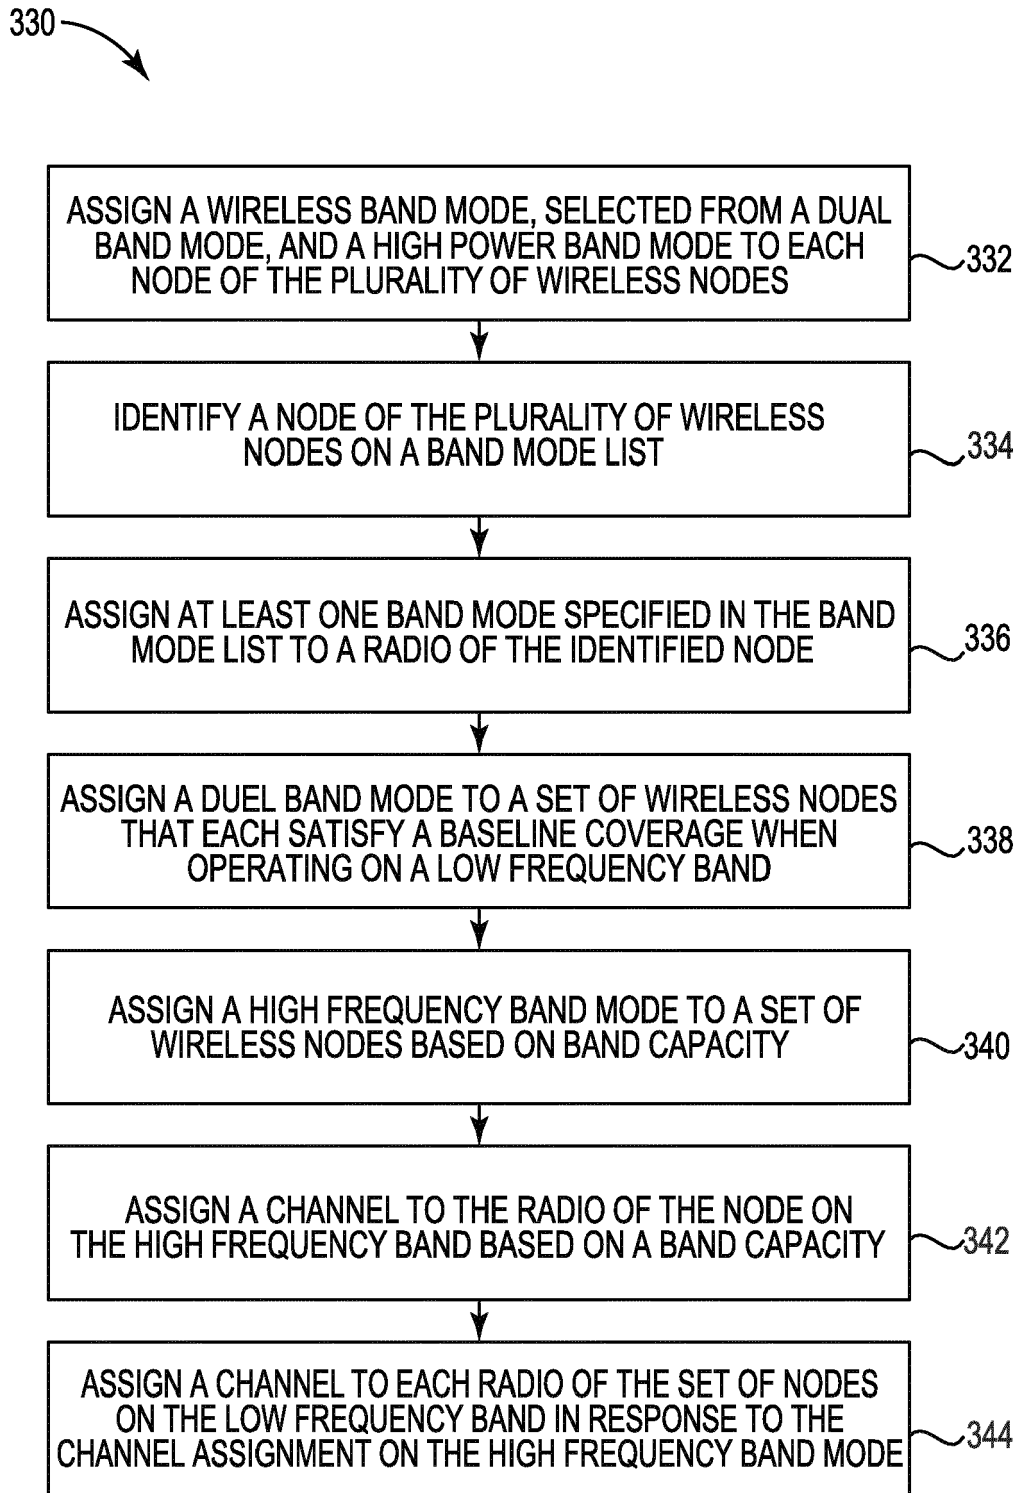 330
ASSIGN A WIRELESS BAND MODE, SELECTED FROM A DUAL
BAND MODE, AND A HIGH POWER BAND MODE TO EACH
NODE OF THE PLURALITY OF WIRELESS NODES
332
IDENTIFY A NODE OF THE PLURALITY OF WIRELESS
NODES ON A BAND MODE LIST
334
ASSIGN AT LEAST ONE BAND MODE SPECIFIED IN THE BAND
MODE LIST TO A RADIO OF THE IDENTIFIED NODE
336
ASSIGN A DUEL BAND MODE TO A SET OF WIRELESS NODES
THAT EACH SATISFY A BASELINE COVERAGE WHEN
OPERATING ON A LOW FREQUENCY BAND
338
ASSIGN A HIGH FREQUENCY BAND MODE TO A SET OF
WIRELESS NODES BASED ON BAND CAPACITY
340
ASSIGN A CHANNEL TO THE RADIO OF THE NODE ON
THE HIGH FREQUENCY BAND BASED ON A BAND CAPACITY
342
ASSIGN A CHANNEL TO EACH RADIO OF THE SET OF NODES
ON THE LOW FREQUENCY BAND IN RESPONSE TO THE
CHANNEL ASSIGNMENT ON THE HIGH FREQUENCY BAND MODE
344